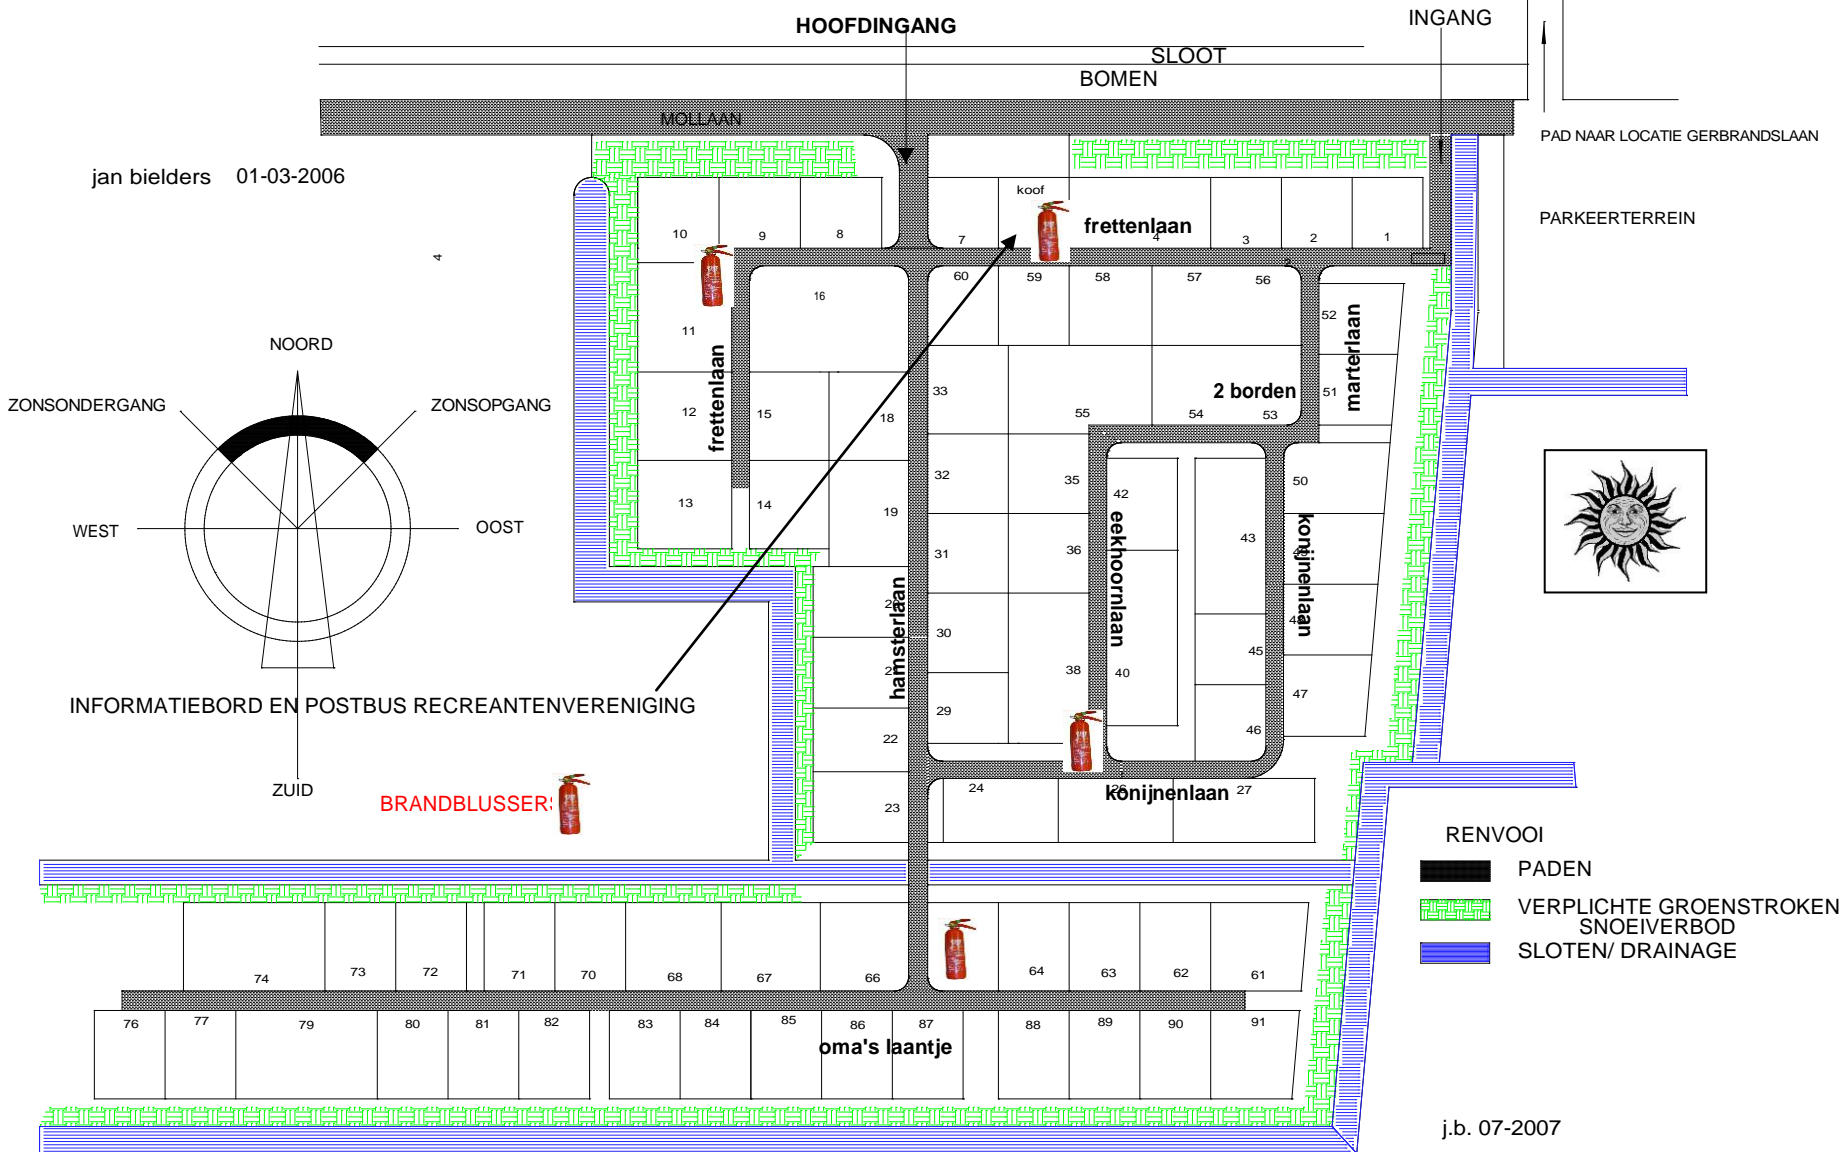 HOOFDINGANG
INGANG
SLOOT
BOMEN
MOLLAAN
PAD NAAR LOCATIE GERBRANDSLAAN
jan bielders 01-03-2006
PARKEERTERREIN
koof
frettenlaan
10 9 8 7 4 3 2 1
4
2
16 60 59 58 57 56
11
52
marterlaan
NOORD
ZONSONDERGANG
ZONSOPGANG
frettenlaan
12 15 18 33 55 54 53 51
2 borden
13 14 19 32 35 42 50
WEST
OOST
31 36 43
eekhoornlaan
konijnenlaan
hamsterlaan
30 38 40 45
47
29 46
22
INFORMATIEBORD EN POSTBUS RECREANTENVERENIGING
ZUID
BRANDBLUSSERS
23 24 27
konijnenlaan
RENVOOI
PADEN
VERPLICHTE GROENSTROKEN
SNOEIVERBOD
SLOTEN/ DRAINAGE
74 73 72 71 70 68 67 66 64 63 62 61
76 77 79 80 81 82 83 84 85 86 87 88 89 90 91
oma's laantje
j.b. 07-2007